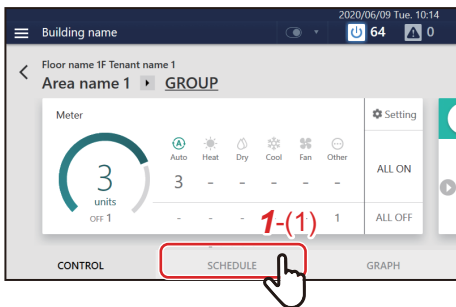 2020/06/09 Tue. 10:14
Building name
64
0
Floor name 1F Tenant name 1
Area name 1 GROUP
Meter
Setting
A
Auto Heat Dry Cool Fan Other
3 - - - - -
3
units
OFF 1
ALL ON
- - - - 1
ALL OFF
1-(1)
CONTROL SCHEDULE GRAPH